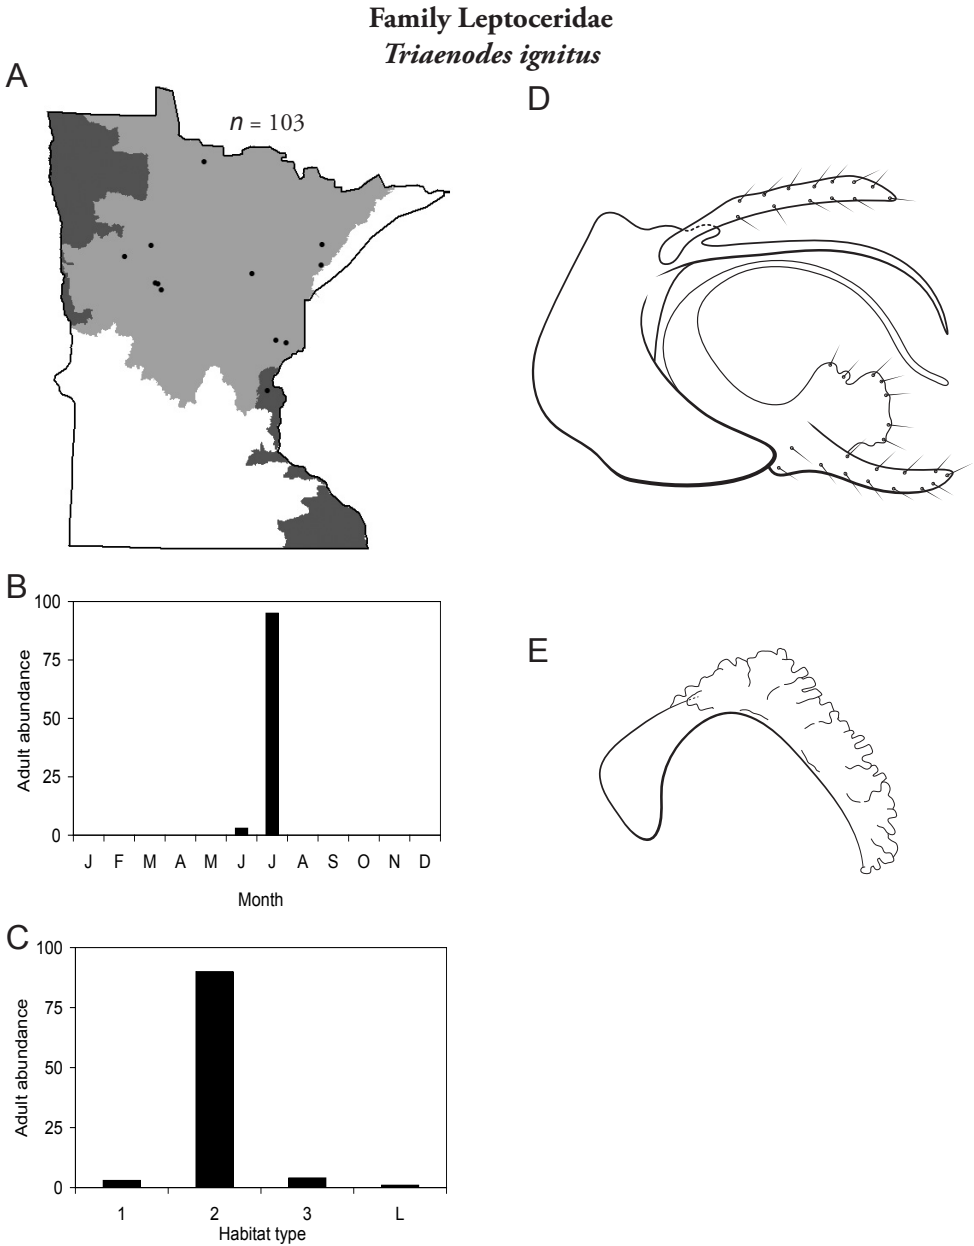 Family Leptoceridae
Triaenodes ignitus
A
n = 103
B
100
75
50
25
0
Adult abundance
J F M A M J J A S O N D
Month
C
100
75
50
25
0
Adult abundance
1 2 3 L
Habitat type
D
E